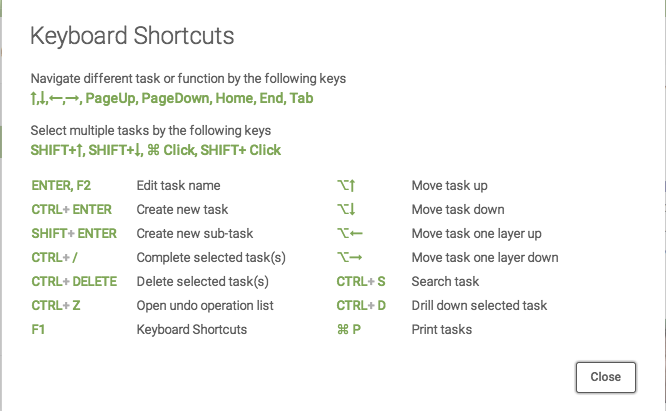 Keyboard Shortcuts
Navigate different task or function by the following keys
↑,↓,←,→, PageUp, PageDown, Home, End, Tab
Select multiple tasks by the following keys
SHIFT+↑, SHIFT+↓, ⌘ Click, SHIFT+ Click
ENTER, F2 Edit task name ⌥↑ Move task up
CTRL+ ENTER Create new task ⌥↓ Move task down
SHIFT+ ENTER Create new sub-task ⌥← Move task one layer up
CTRL+ / Complete selected task(s) ⌥→ Move task one layer down
CTRL+ DELETE Delete selected task(s) CTRL+ S Search task
CTRL+ Z Open undo operation list CTRL+ D Drill down selected task
F1 Keyboard Shortcuts ⌘ P Print tasks
Close